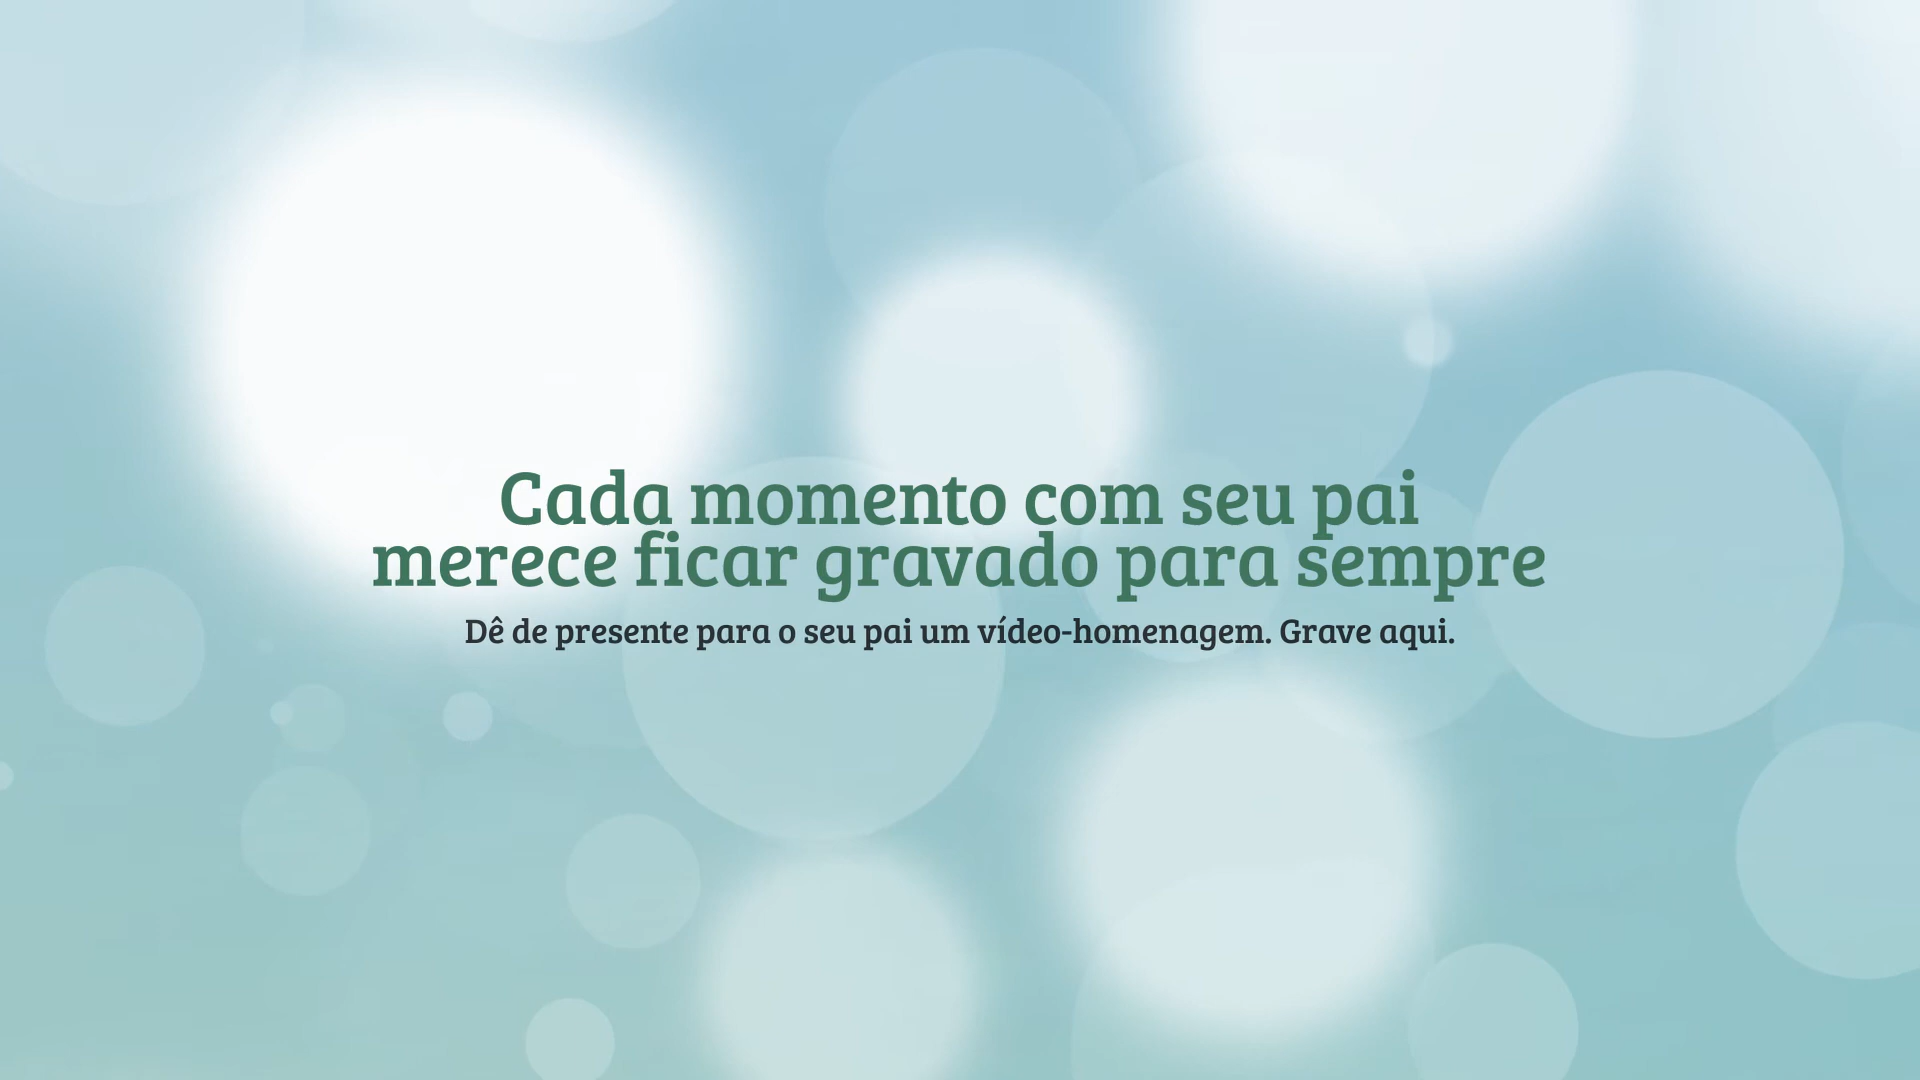 Cada momento com seu pai
merece ficar gravado para sempre
Dê de presente para o seu pai um vídeo-homenagem. Grave aqui.